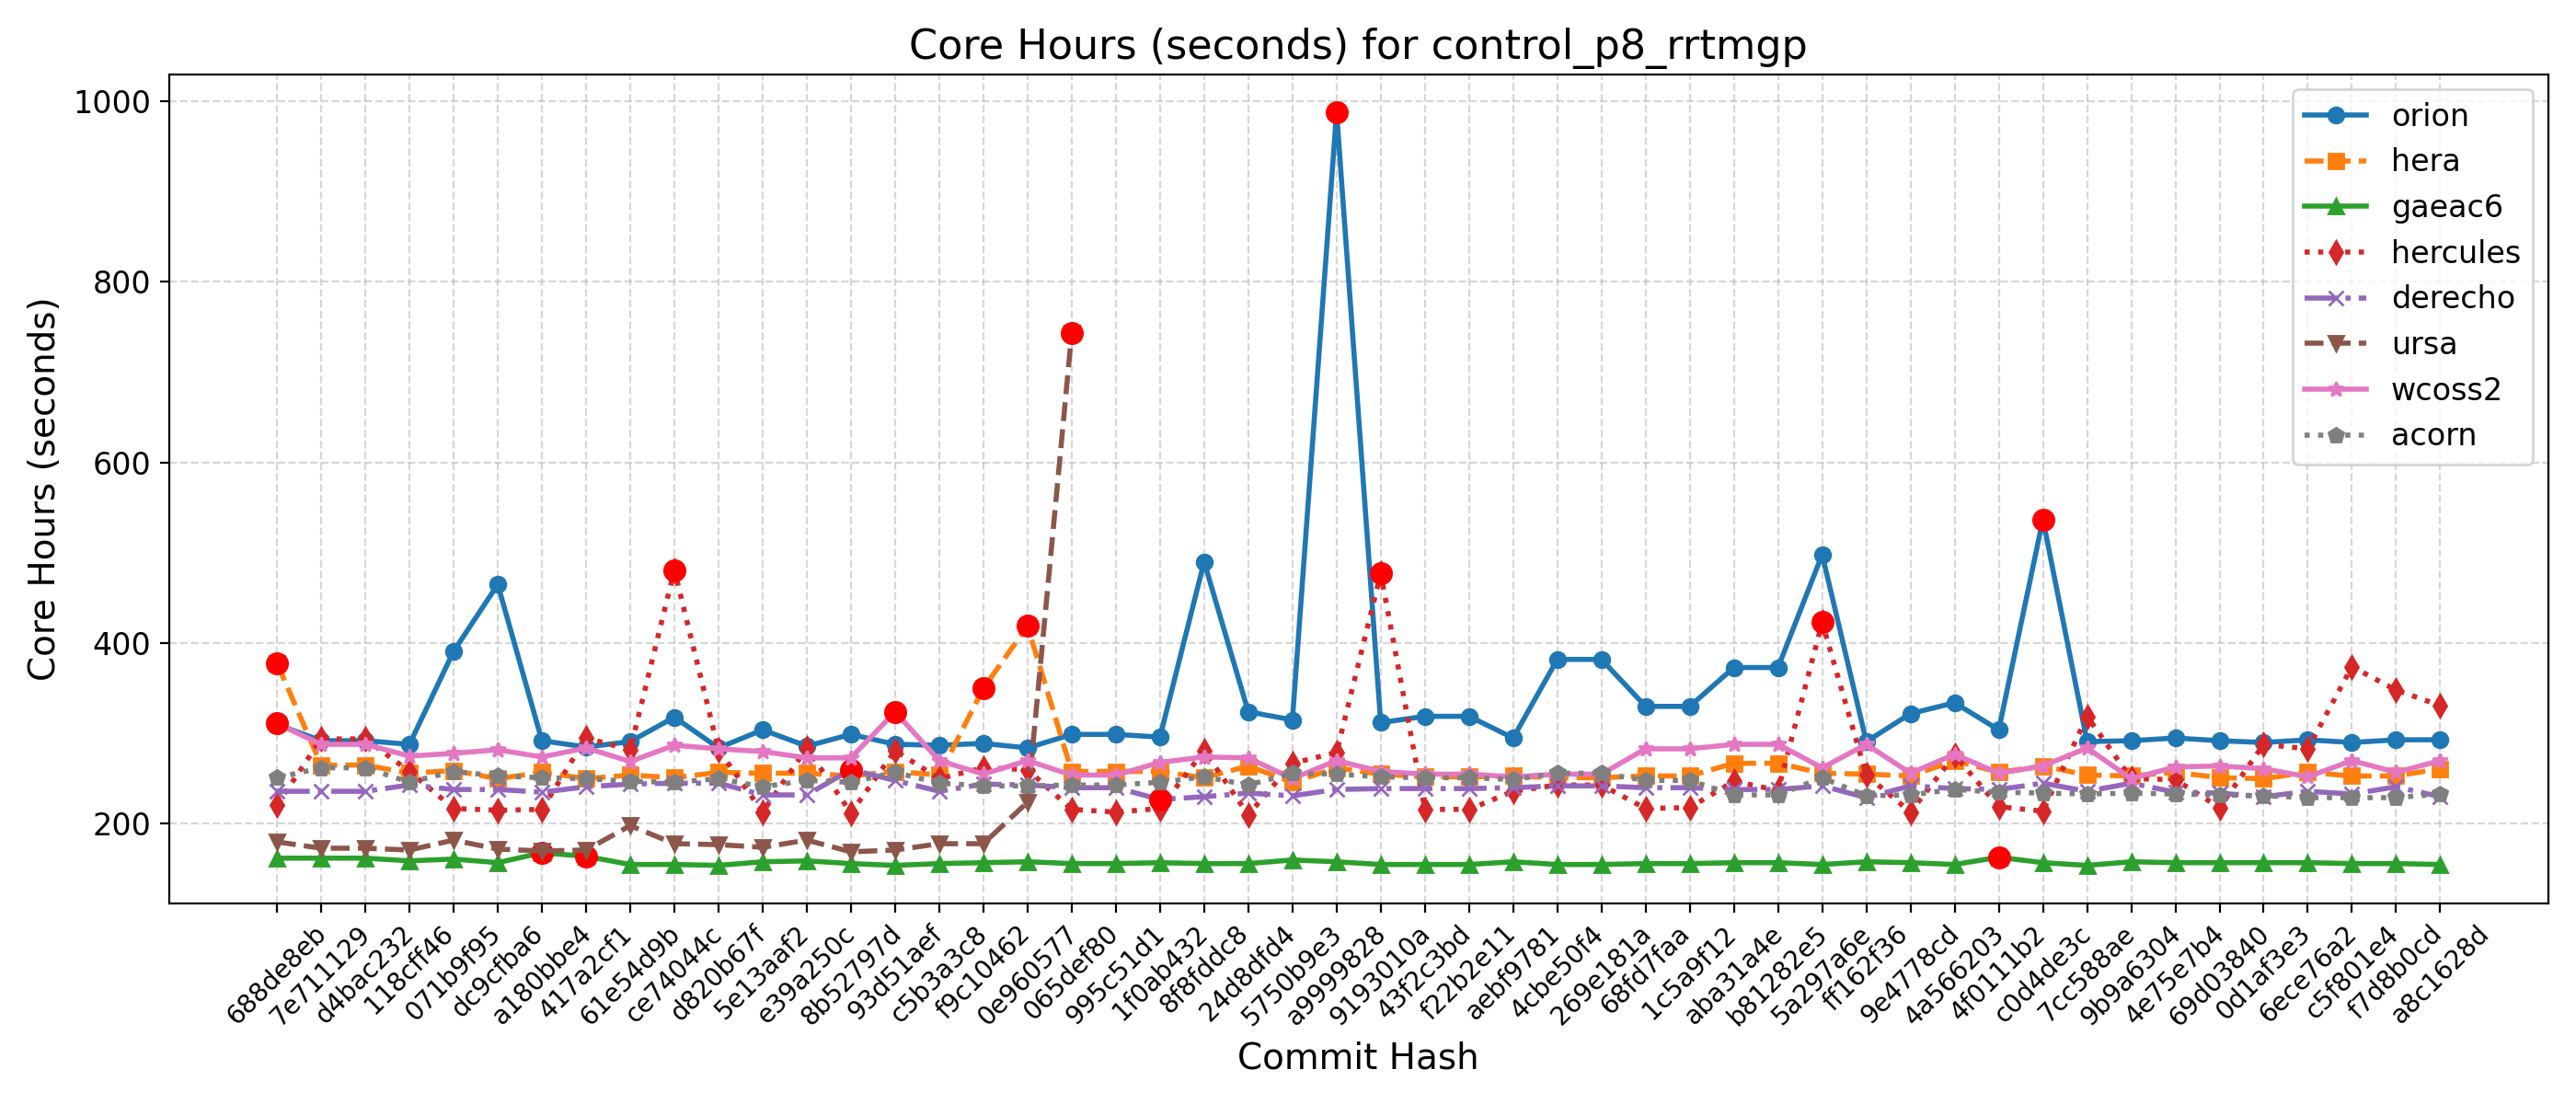 Core Hours (seconds) for control_p8_rrtmgp
Core Hours (seconds)
1000
800
600
400
200
orion
hera
gaeac6
hercules
derecho
ursa
wcoss2
acorn
688de8eb
7e711129
d4bac232
118cff46
071b9f95
dc9cfba6
a180bbe4
417a2cf1
61e54d9b
ce74044c
d820b67f
5e13aaf2
e39a250c
8b52797d
93d51aef
c5b3a3c8
f9c10462
0e960577
065def80
995c51d1
1f0ab432
8f8fddc8
24d8dfd4
5750b9e3
a9999828
9193010a
43f2c3bd
f22b2e11
aebf9781
4cbe50f4
269e181a
68fd7faa
1c5a9f12
aba31a4e
b81282e5
5a297a6e
ff162f36
9e4778cd
4a566203
4f0111b2
c0d4de3c
7cc588ae
9b9a6304
4e75e7b4
69d03840
0d1af3e3
6ece76a2
c5f801e4
f7d8b0cd
a8c1628d
Commit Hash